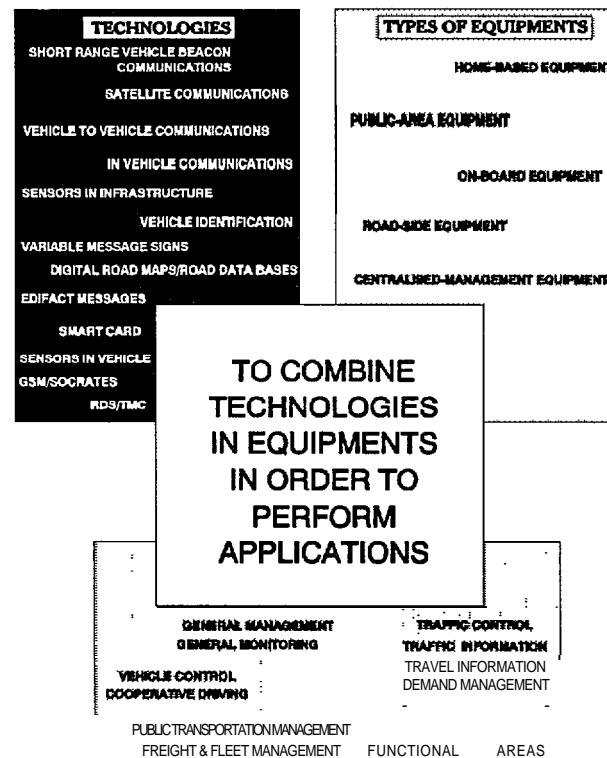 TECHNOLOGIES
SHORT RANGE VEHICLE BEACON
COMMUNICATIONS
SATELLITE COMMUNICATIONS
VEHICLE TO VEHICLE COMMUNICATIONS
IN VEHICLE COMMUNICATIONS
SENSORS IN INFRASTRUCTURE
VEHICLE IDENTIFICATION
VARIABLE MESSAGE SIGNS
DIGITAL ROAD MAPS/ROAD DATA BASES
EDIFACT MESSAGES
SMART CARD
SENSORS IN VEHICLE
GSM/SOCRATES
RDS/TMC
TYPES OF EQUIPMENTS
HOME-BASED EQUIPMENT
PUBLIC-AREA EQUIPMENT
ON-BOARD EQUIPMENT
ROAD-SIDE EQUIPMENT
CENTRALISED-MANAGEMENT EQUIPMENT
TO COMBINE
TECHNOLOGIES
IN EQUIPMENTS
IN ORDER TO
PERFORM
APPLICATIONS
GENERAL MANAGEMENT
GENERAL MONITORING
VEHICLE CONTROL
COOPERATIVE DRIVING
TRAFFIC CONTROL
TRAFFIC INFORMATION
TRAVEL INFORMATION
DEMAND MANAGEMENT
PUBLIC TRANSPORTATION MANAGEMENT
FREIGHT & FLEET MANAGEMENT FUNCTIONAL AREAS